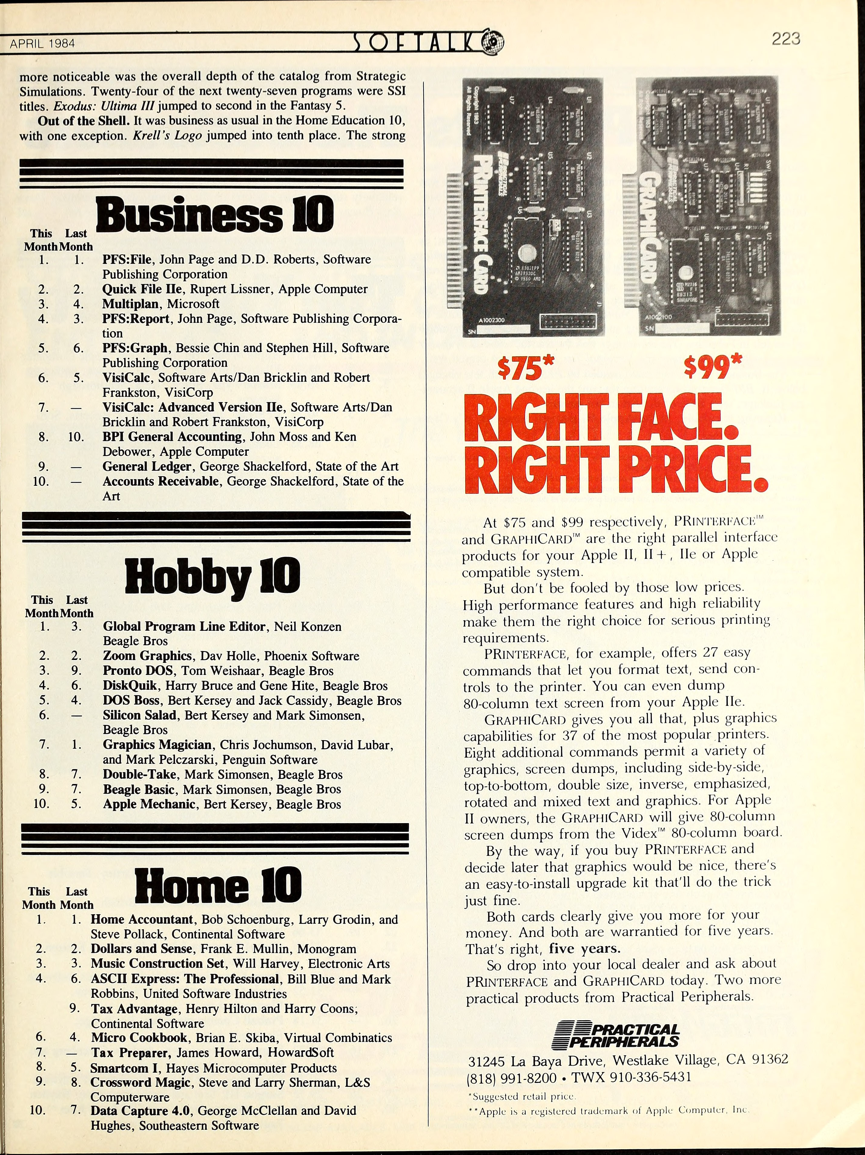 APRIL 1984
SOFTALK
223
more noticeable was the overall depth of the catalog from Strategic
Simulations. Twenty-four of the next twenty-seven programs were SSI
titles. Exodus: Ultima III jumped to second in the Fantasy 5.
Out of the Shell. It was business as usual in the Home Education 10,
with one exception. Krell's Logo jumped into tenth place. The strong
Business 10
This Last
Month Month
1. 1. PFS:File, John Page and D.D. Roberts, Software
Publishing Corporation
2. 2. Quick File IIe, Rupert Lissner, Apple Computer
3. 4. Multiplan, Microsoft
4. 3. PFS:Report, John Page, Software Publishing Corpora-
tion
5. 6. PFS:Graph, Bessie Chin and Stephen Hill, Software
Publishing Corporation
6. 5. VisiCalc, Software Arts/Dan Bricklin and Robert
Frankston, VisiCorp
7. — VisiCalc: Advanced Version IIe, Software Arts/Dan
Bricklin and Robert Frankston, VisiCorp
8. 10. BPI General Accounting, John Moss and Ken
Debower, Apple Computer
9. — General Ledger, George Shackelford, State of the Art
10. — Accounts Receivable, George Shackelford, State of the
Art
Hobby 10
This Last
Month Month
1. 3. Global Program Line Editor, Neil Konzen
Beagle Bros
2. 2. Zoom Graphics, Dav Holle, Phoenix Software
3. 9. Pronto DOS, Tom Weishaar, Beagle Bros
4. 6. DiskQuik, Harry Bruce and Gene Hite, Beagle Bros
5. 4. DOS Boss, Bert Kersey and Jack Cassidy, Beagle Bros
6. — Silicon Salad, Bert Kersey and Mark Simonsen,
Beagle Bros
7. 1. Graphics Magician, Chris Jochumson, David Lubar,
and Mark Pelczarski, Penguin Software
8. 7. Double-Take, Mark Simonsen, Beagle Bros
9. 7. Beagle Basic, Mark Simonsen, Beagle Bros
10. 5. Apple Mechanic, Bert Kersey, Beagle Bros
Home 10
This Last
Month Month
1. 1. Home Accountant, Bob Schoenburg, Larry Grodin, and
Steve Pollack, Continental Software
2. 2. Dollars and Sense, Frank E. Mullin, Monogram
3. 3. Music Construction Set, Will Harvey, Electronic Arts
4. 6. ASCII Express: The Professional, Bill Blue and Mark
Robbins, United Software Industries
9. Tax Advantage, Henry Hilton and Harry Coons;
Continental Software
6. 4. Micro Cookbook, Brian E. Skiba, Virtual Combinatics
7. — Tax Preparer, James Howard, HowardSoft
8. 5. Smartcom I, Hayes Microcomputer Products
9. 8. Crossword Magic, Steve and Larry Sherman, L&S
Computerware
10. 7. Data Capture 4.0, George McClellan and David
Hughes, Southeastern Software
PRINTERFACE CARD
A1002300
SN
GRAPHICARD
SN
$75*
$99*
RIGHT FACE.
RIGHT PRICE.
At $75 and $99 respectively, PRINTERFACE™
and GRAPHICARD™ are the right parallel interface
products for your Apple II, II+, IIe or Apple
compatible system.
But don't be fooled by those low prices.
High performance features and high reliability
make them the right choice for serious printing
requirements.
PRINTERFACE, for example, offers 27 easy
commands that let you format text, send con-
trols to the printer. You can even dump
80-column text screen from your Apple IIe.
GRAPHICARD gives you all that, plus graphics
capabilities for 37 of the most popular printers.
Eight additional commands permit a variety of
graphics, screen dumps, including side-by-side,
top-to-bottom, double size, inverse, emphasized,
rotated and mixed text and graphics. For Apple
II owners, the GRAPHICARD will give 80-column
screen dumps from the Videx™ 80-column board.
By the way, if you buy PRINTERFACE and
decide later that graphics would be nice, there's
an easy-to-install upgrade kit that'll do the trick
just fine.
Both cards clearly give you more for your
money. And both are warrantied for five years.
That's right, five years.
So drop into your local dealer and ask about
PRINTERFACE and GRAPHICARD today. Two more
practical products from Practical Peripherals.
PRACTICAL
PERIPHERALS
31245 La Baya Drive, Westlake Village, CA 91362
(818) 991-8200 • TWX 910-336-5431
*Suggested retail price.
**Apple is a registered trademark of Apple Computer, Inc.